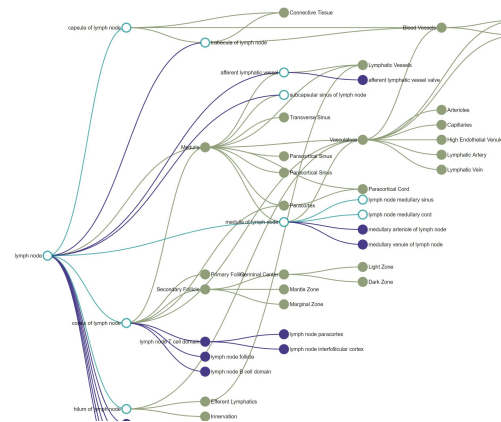 Connective Tissue
capsule of lymph node
Blood Vessels
trabecula of lymph node
Lymphatic Vessels
afferent lymphatic vessel
afferent lymphatic vessel valve
subcapsular sinus of lymph node
Arterioles
Transverse Sinus
Capillaries
Vasculature
High Endothelial Venule
Medulla
Paracortical Sinus
Lymphatic Artery
Lymphatic Vein
Paracortical Sinus
Paracortical Cord
lymph node medullary sinus
Paracortex
lymph node medullary cord
medulla of lymph node
medullary arteriole of lymph node
medullary venule of lymph node
lymph node
Light Zone
Primary Follicle
Germinal Center
Dark Zone
Secondary Follicle
Mantle Zone
Marginal Zone
cortex of lymph node
lymph node paracortex
lymph node T cell domain
lymph node interfollicular cortex
lymph node follicle
lymph node B cell domain
Efferent Lymphatics
hilum of lymph node
Innervation